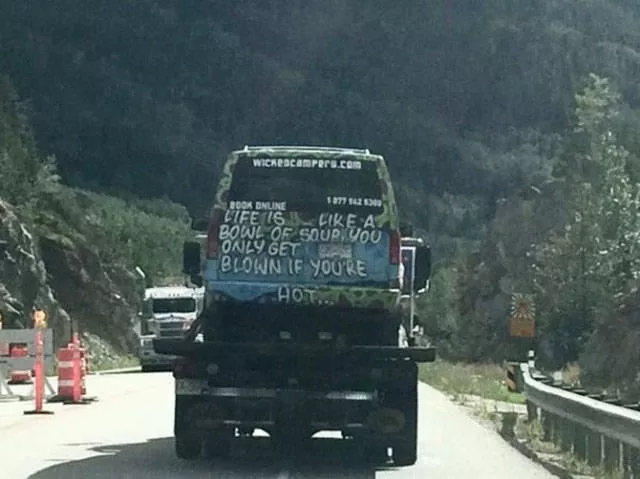 WICKEDCAMPERS.COM
BOOK ONLINE 1 877 942 5300
LIFE IS LIKE A
BOWL OF SOUP, YOU
ONLY GET
BLOWN IF YOU'RE
HOT...